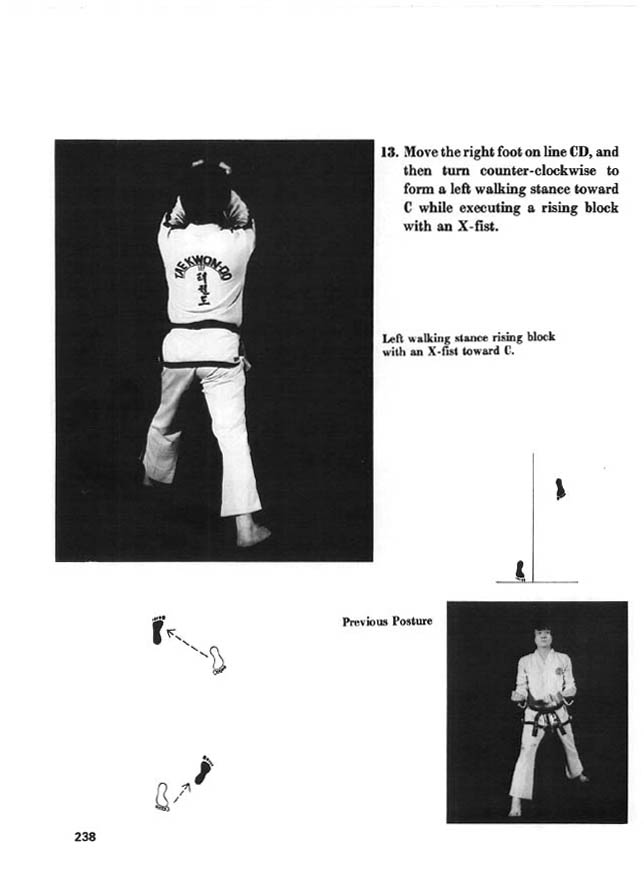 13. Move the right foot on line CD, and
then turn counter-clockwise to
form a left walking stance toward
C while executing a rising block
with an X-fist.
TAEKWON-DO
태
권
도
Left walking stance rising block
with an X-fist toward C.
Previous Posture
238